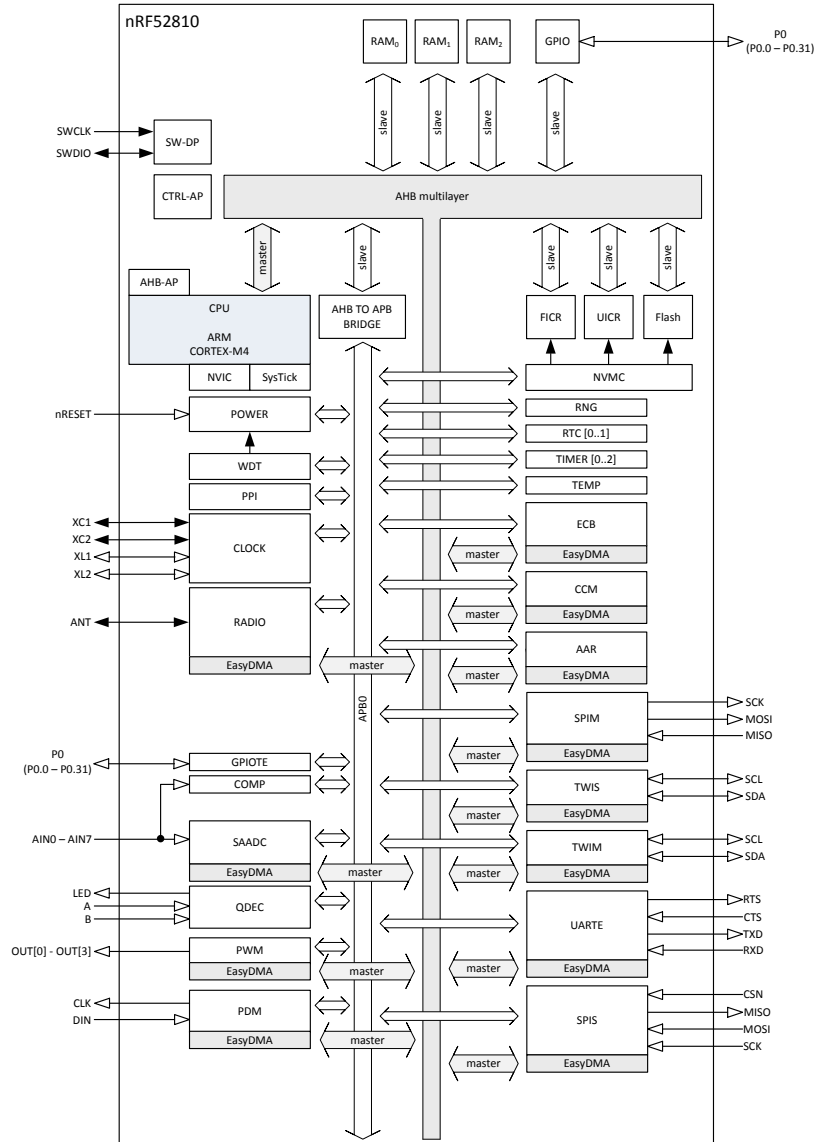 nRF52810
RAM0
RAM1
RAM2
GPIO
P0
(P0.0 – P0.31)
slave
slave
slave
slave
SWCLK
SWDIO
SW-DP
CTRL-AP
AHB multilayer
master
slave
slave
slave
slave
AHB-AP
CPU
ARM
CORTEX-M4
NVIC
SysTick
AHB TO APB
BRIDGE
FICR
UICR
Flash
NVMC
nRESET
POWER
RNG
RTC [0..1]
WDT
TIMER [0..2]
PPI
TEMP
XC1
XC2
XL1
XL2
CLOCK
ECB
master
EasyDMA
CCM
master
EasyDMA
ANT
RADIO
EasyDMA
master
AAR
master
EasyDMA
APB0
SPIM
master
EasyDMA
SCK
MOSI
MISO
P0
(P0.0 – P0.31)
GPIOTE
COMP
TWIS
master
EasyDMA
SCL
SDA
AIN0 – AIN7
SAADC
EasyDMA
master
TWIM
master
EasyDMA
SCL
SDA
LED
A
B
QDEC
UARTE
master
EasyDMA
RTS
CTS
TXD
RXD
OUT[0] - OUT[3]
PWM
EasyDMA
master
CLK
DIN
PDM
EasyDMA
master
SPIS
master
EasyDMA
CSN
MISO
MOSI
SCK